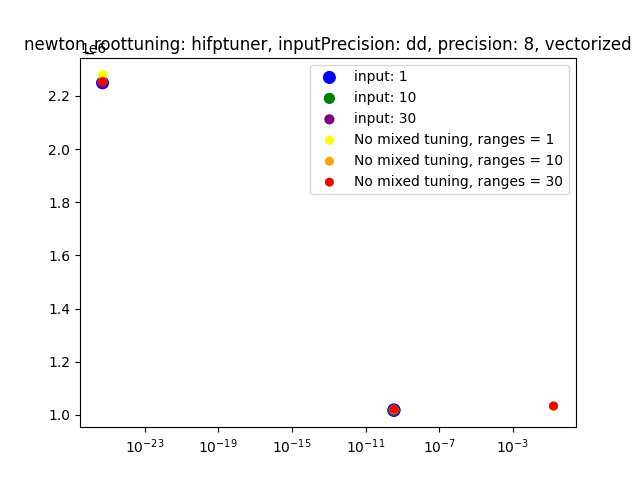 newton_roottuning: hifptuner, inputPrecision: dd, precision: 8, vectorized
1e6
input: 1
input: 10
input: 30
No mixed tuning, ranges = 1
No mixed tuning, ranges = 10
No mixed tuning, ranges = 30
2.2
2.0
1.8
1.6
1.4
1.2
1.0
10⁻²³ 10⁻¹⁹ 10⁻¹⁵ 10⁻¹¹ 10⁻⁷ 10⁻³